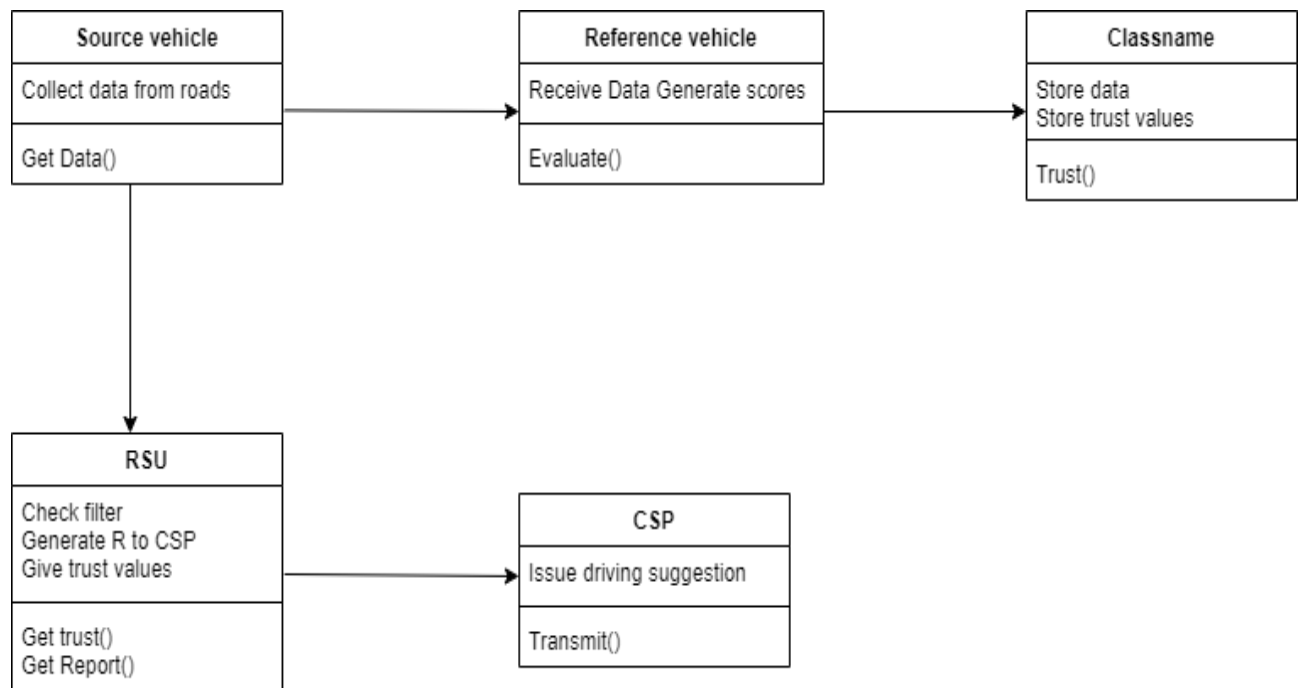 Source vehicle
Collect data from roads
Get Data()
Reference vehicle
Receive Data Generate scores
Evaluate()
Classname
Store data
Store trust values
Trust()
RSU
Check filter
Generate R to CSP
Give trust values
Get trust()
Get Report()
CSP
Issue driving suggestion
Transmit()